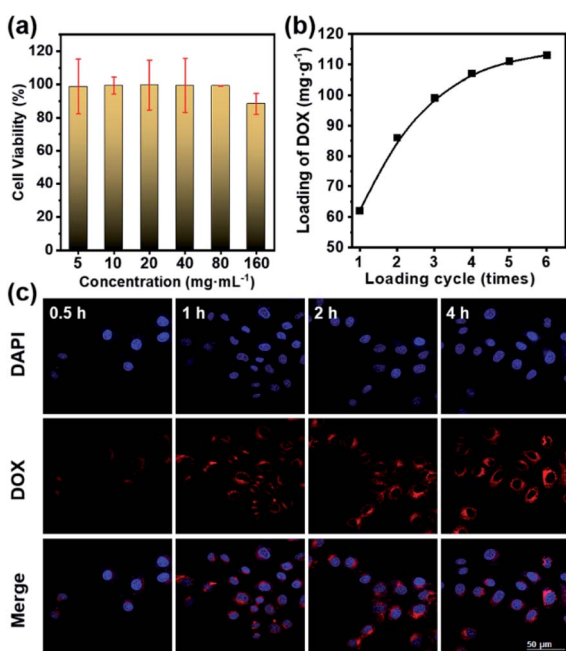 (a)
120
100
80
60
40
20
0
Cell Viability (%)
5 10 20 40 80 160
Concentration (mg·mL⁻¹)
(b)
120
110
100
90
80
70
60
50
Loading of DOX (mg·g⁻¹)
1 2 3 4 5 6
Loading cycle (times)
(c)
0.5 h 1 h 2 h 4 h
DAPI
DOX
Merge
50 μm